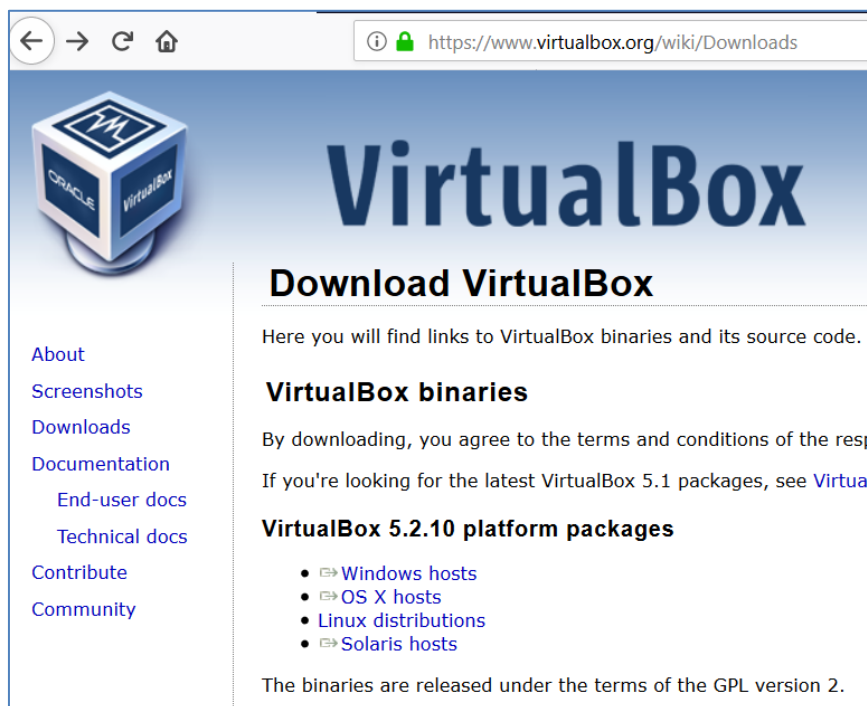 https://www.virtualbox.org/wiki/Downloads
ORACLE
VirtualBox
VirtualBox
Download VirtualBox
Here you will find links to VirtualBox binaries and its source code.
About
Screenshots
Downloads
Documentation
End-user docs
Technical docs
Contribute
Community
VirtualBox binaries
By downloading, you agree to the terms and conditions of the resp
If you're looking for the latest VirtualBox 5.1 packages, see Virtua
VirtualBox 5.2.10 platform packages
Windows hosts
OS X hosts
Linux distributions
Solaris hosts
The binaries are released under the terms of the GPL version 2.